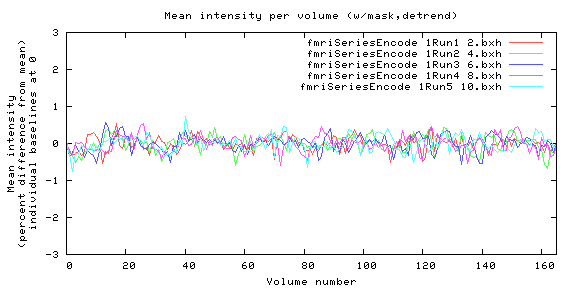 Mean intensity per volume (w/mask,detrend)
fmriSeriesEncode 1Run1 2.bxh
fmriSeriesEncode 1Run2 4.bxh
fmriSeriesEncode 1Run3 6.bxh
fmriSeriesEncode 1Run4 8.bxh
fmriSeriesEncode 1Run5 10.bxh
Mean intensity
(percent difference from mean)
individual baselines at 0
3
2
1
0
-1
-2
-3
0 20 40 60 80 100 120 140 160
Volume number